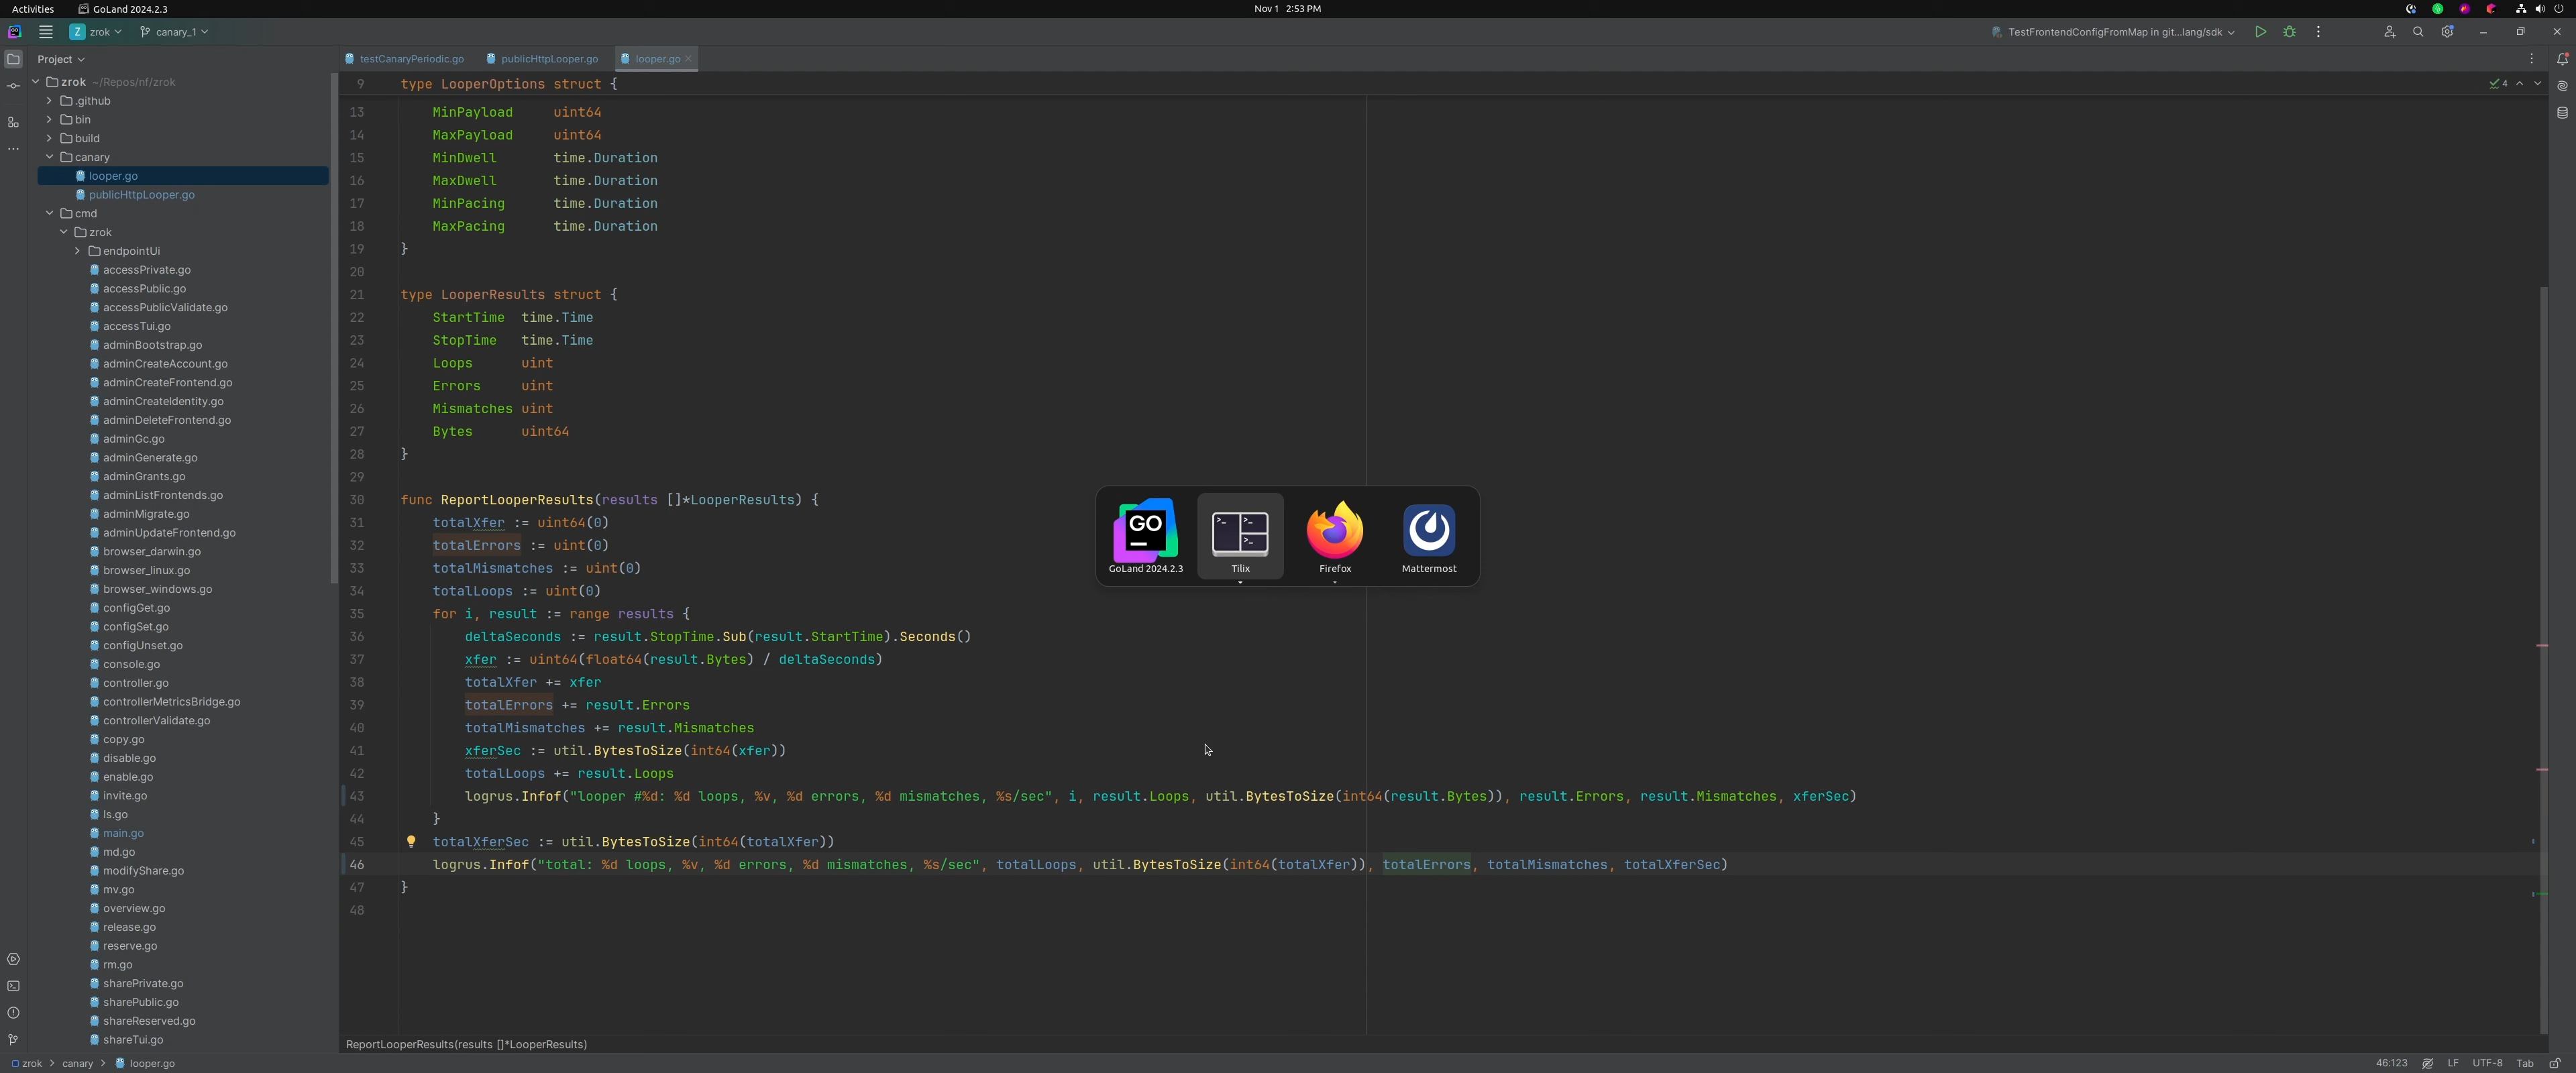 Activities
GoLand 2024.2.3
Nov 1 2:53 PM
Z zrok
canary_1
TestFrontendConfigFromMap in git...lang/sdk
Project
testCanaryPeriodic.go
publicHttpLooper.go
looper.go
zrok ~/Repos/nf/zrok
.github
bin
build
canary
looper.go
publicHttpLooper.go
cmd
zrok
endpointUi
accessPrivate.go
accessPublic.go
accessPublicValidate.go
accessTui.go
adminBootstrap.go
adminCreateAccount.go
adminCreateFrontend.go
adminCreateIdentity.go
adminDeleteFrontend.go
adminGc.go
adminGenerate.go
adminGrants.go
adminListFrontends.go
adminMigrate.go
adminUpdateFrontend.go
browser_darwin.go
browser_linux.go
browser_windows.go
configGet.go
configSet.go
configUnset.go
console.go
controller.go
controllerMetricsBridge.go
controllerValidate.go
copy.go
disable.go
enable.go
invite.go
ls.go
main.go
md.go
modifyShare.go
mv.go
overview.go
release.go
reserve.go
rm.go
sharePrivate.go
sharePublic.go
shareReserved.go
shareTui.go
9 type LooperOptions struct {
4
13 MinPayload uint64
14 MaxPayload uint64
15 MinDwell time.Duration
16 MaxDwell time.Duration
17 MinPacing time.Duration
18 MaxPacing time.Duration
19 }
20
21 type LooperResults struct {
22 StartTime time.Time
23 StopTime time.Time
24 Loops uint
25 Errors uint
26 Mismatches uint
27 Bytes uint64
28 }
29
30 func ReportLooperResults(results []*LooperResults) {
31 totalXfer := uint64(0)
32 totalErrors := uint(0)
33 totalMismatches := uint(0)
34 totalLoops := uint(0)
35 for i, result := range results {
36 deltaSeconds := result.StopTime.Sub(result.StartTime).Seconds()
37 xfer := uint64(float64(result.Bytes) / deltaSeconds)
38 totalXfer += xfer
39 totalErrors += result.Errors
40 totalMismatches += result.Mismatches
41 xferSec := util.BytesToSize(int64(xfer))
42 totalLoops += result.Loops
43 logrus.Infof("looper #%d: %d loops, %v, %d errors, %d mismatches, %s/sec", i, result.Loops, util.BytesToSize(int64(result.Bytes)), result.Errors, result.Mismatches, xferSec)
44 }
45 totalXferSec := util.BytesToSize(int64(totalXfer))
46 logrus.Infof("total: %d loops, %v, %d errors, %d mismatches, %s/sec", totalLoops, util.BytesToSize(int64(totalXfer)), totalErrors, totalMismatches, totalXferSec)
47 }
48
GO
GoLand 2024.2.3
Tilix
Firefox
Mattermost
ReportLooperResults(results []*LooperResults)
zrok > canary > looper.go
46:123
LF
UTF-8
Tab